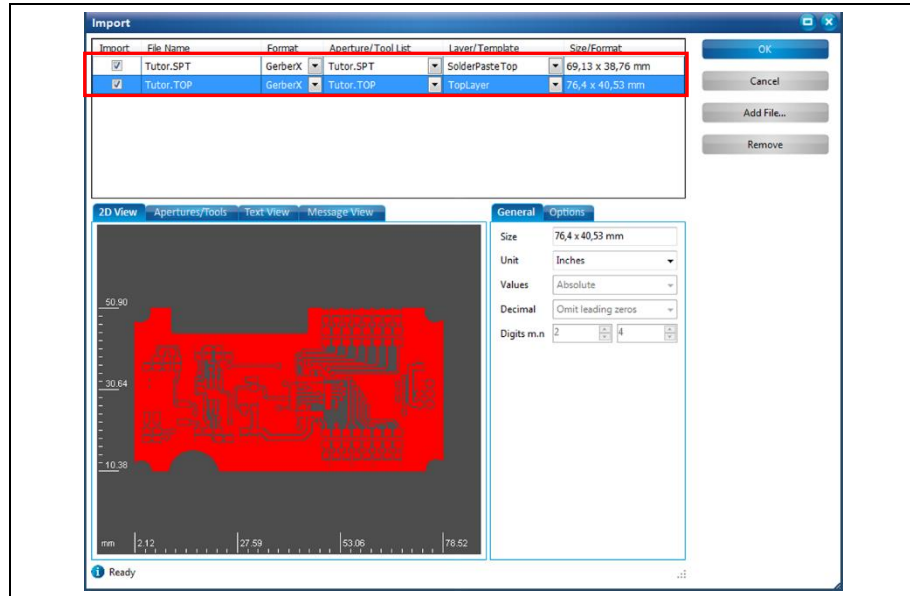 Import
Import File Name Format Aperture/Tool List Layer/Template Size/Format
Tutor.SPT GerberX Tutor.SPT SolderPasteTop 69,13 x 38,76 mm
Tutor.TOP GerberX Tutor.TOP TopLayer 76,4 x 40,53 mm
OK
Cancel
Add File...
Remove
2D View Apertures/Tools Text View Message View
General Options
Size 76,4 x 40,53 mm
Unit Inches
Values Absolute
Decimal Omit leading zeros
Digits m.n 2 4
50.90
30.64
10.38
mm 2.12 27.59 53.06 78.52
Ready